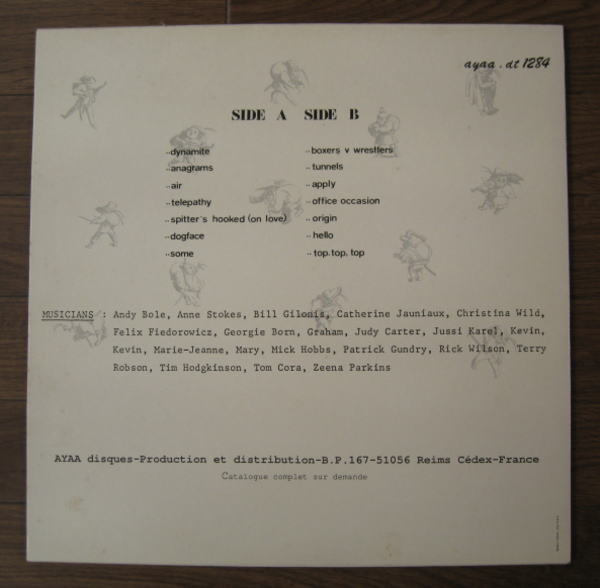 ayaa . dt 1284
SIDE A SIDE B
..dynamite
..anagrams
..air
..telepathy
..spitter's hooked (on love)
..dogface
..some
..boxers v wrestlers
..tunnels
..apply
..office occasion
..origin
..hello
..top, top, top
MUSICIANS : Andy Bole, Anne Stokes, Bill Gilonis, Catherine Jauniaux, Christina Wild,
Felix Fiedorowicz, Georgie Born, Graham, Judy Carter, Jussi Karel, Kevin,
Kevin, Marie-Jeanne, Mary, Mick Hobbs, Patrick Gundry, Rick Wilson, Terry
Robson, Tim Hodgkinson, Tom Cora, Zeena Parkins
AYAA disques-Production et distribution-B.P.167-51056 Reims Cédex-France
Catalogue complet sur demande